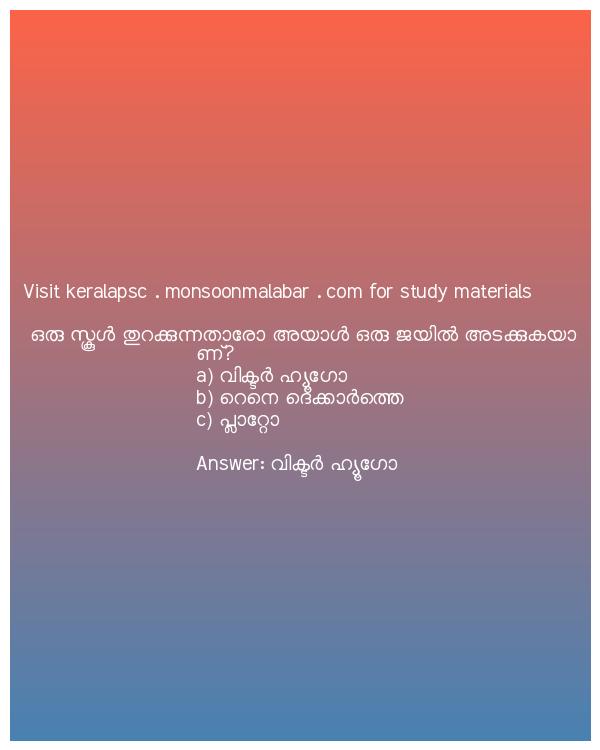 Visit keralapsc . monsoonmalabar . com for study materials
ഒരു സ്കൂൾ തുറക്കുന്നതാരോ അയാൾ ഒരു ജയിൽ അടക്കുകയാ
ണ്?
a) വിക്ടർ ഹ്യൂഗോ
b) റെനെ ദെക്കാർത്തെ
c) പ്ലാറ്റോ
Answer: വിക്ടർ ഹ്യൂഗോ